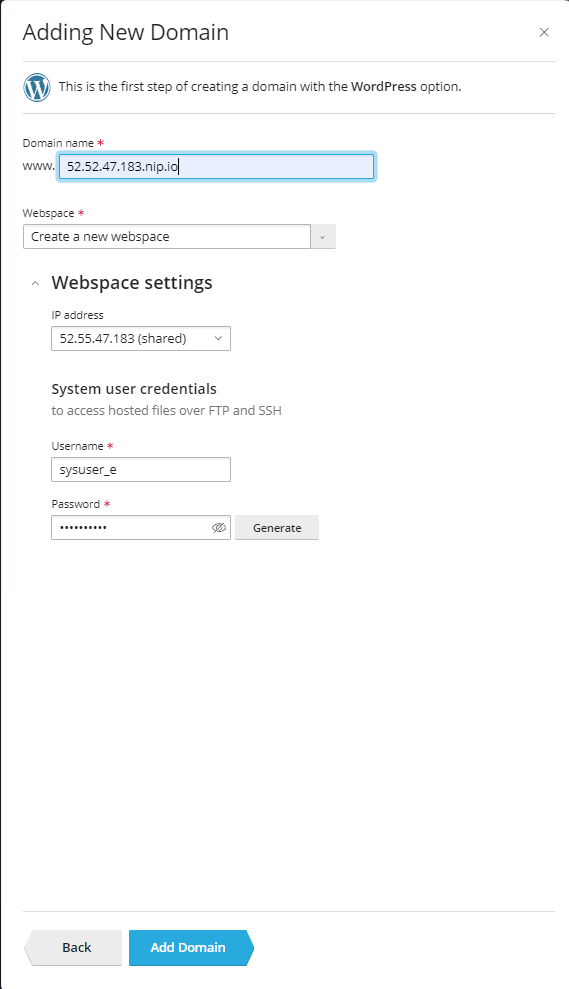 Adding New Domain
This is the first step of creating a domain with the WordPress option.
Domain name *
www. 52.52.47.183.nip.io
Webspace *
Create a new webspace
Webspace settings
IP address
52.55.47.183 (shared)
System user credentials
to access hosted files over FTP and SSH
Username *
sysuser_e
Password *
•••••••••• Generate
Back Add Domain